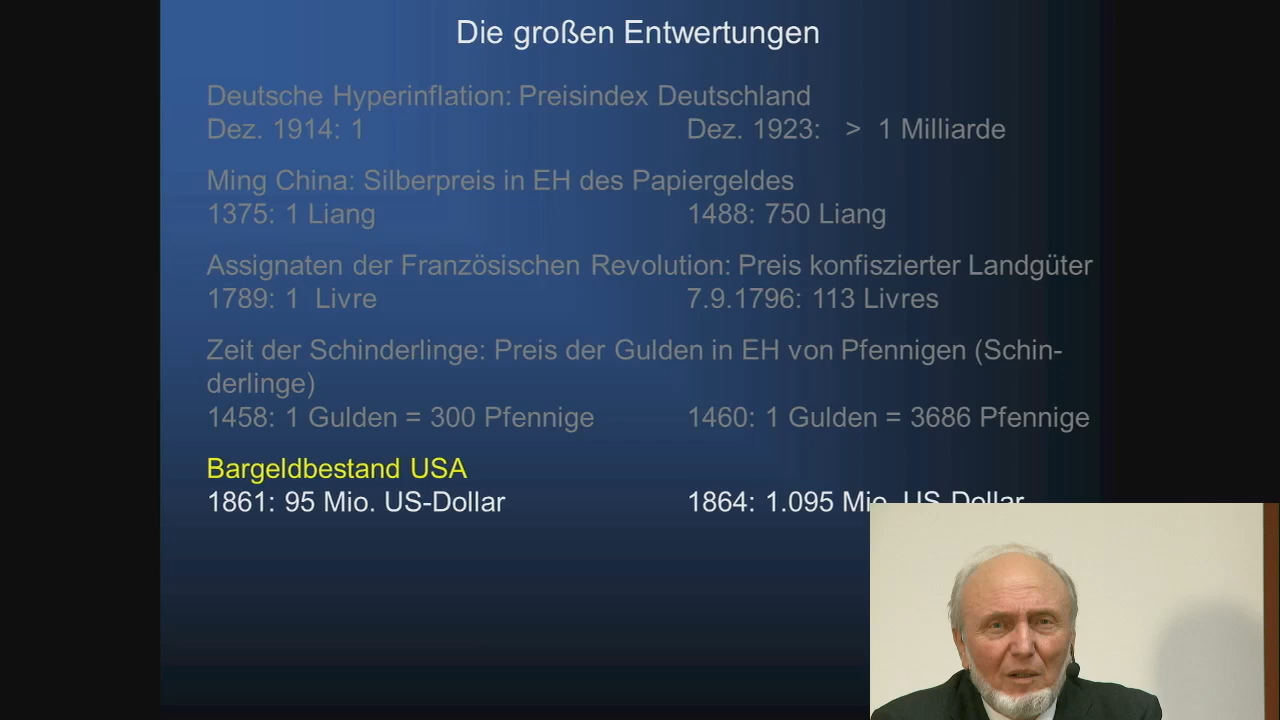 Die großen Entwertungen
Deutsche Hyperinflation: Preisindex Deutschland
Dez. 1914: 1 Dez. 1923: > 1 Milliarde
Ming China: Silberpreis in EH des Papiergeldes
1375: 1 Liang 1488: 750 Liang
Assignaten der Französischen Revolution: Preis konfiszierter Landgüter
1789: 1 Livre 7.9.1796: 113 Livres
Zeit der Schinderlinge: Preis der Gulden in EH von Pfennigen (Schin-
derlinge)
1458: 1 Gulden = 300 Pfennige 1460: 1 Gulden = 3686 Pfennige
Bargeldbestand USA
1861: 95 Mio. US-Dollar 1864: 1.095 Mio. US-Dollar